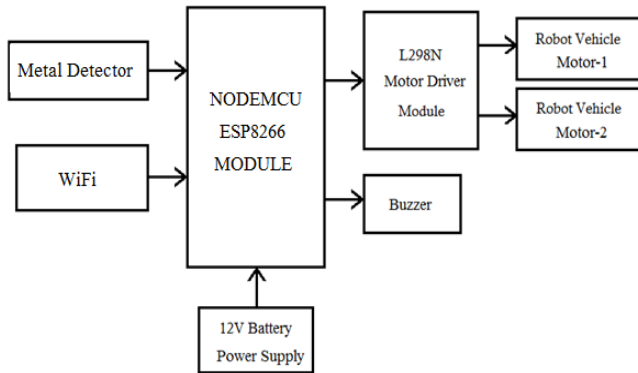 Metal Detector
WiFi
NODEMCU
ESP8266
MODULE
12V Battery
Power Supply
L298N
Motor Driver
Module
Buzzer
Robot Vehicle
Motor-1
Robot Vehicle
Motor-2